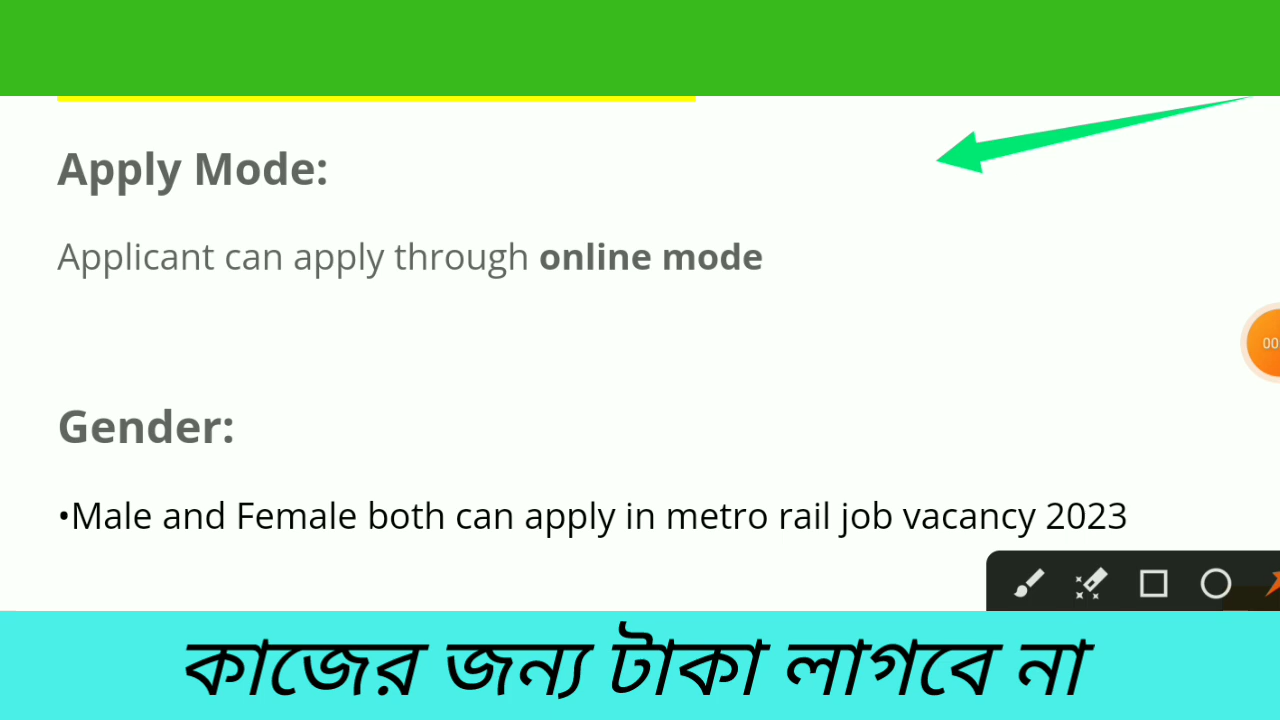 Apply Mode:
Applicant can apply through online mode
Gender:
•Male and Female both can apply in metro rail job vacancy 2023
00
কাজের জন্য টাকা লাগবে না